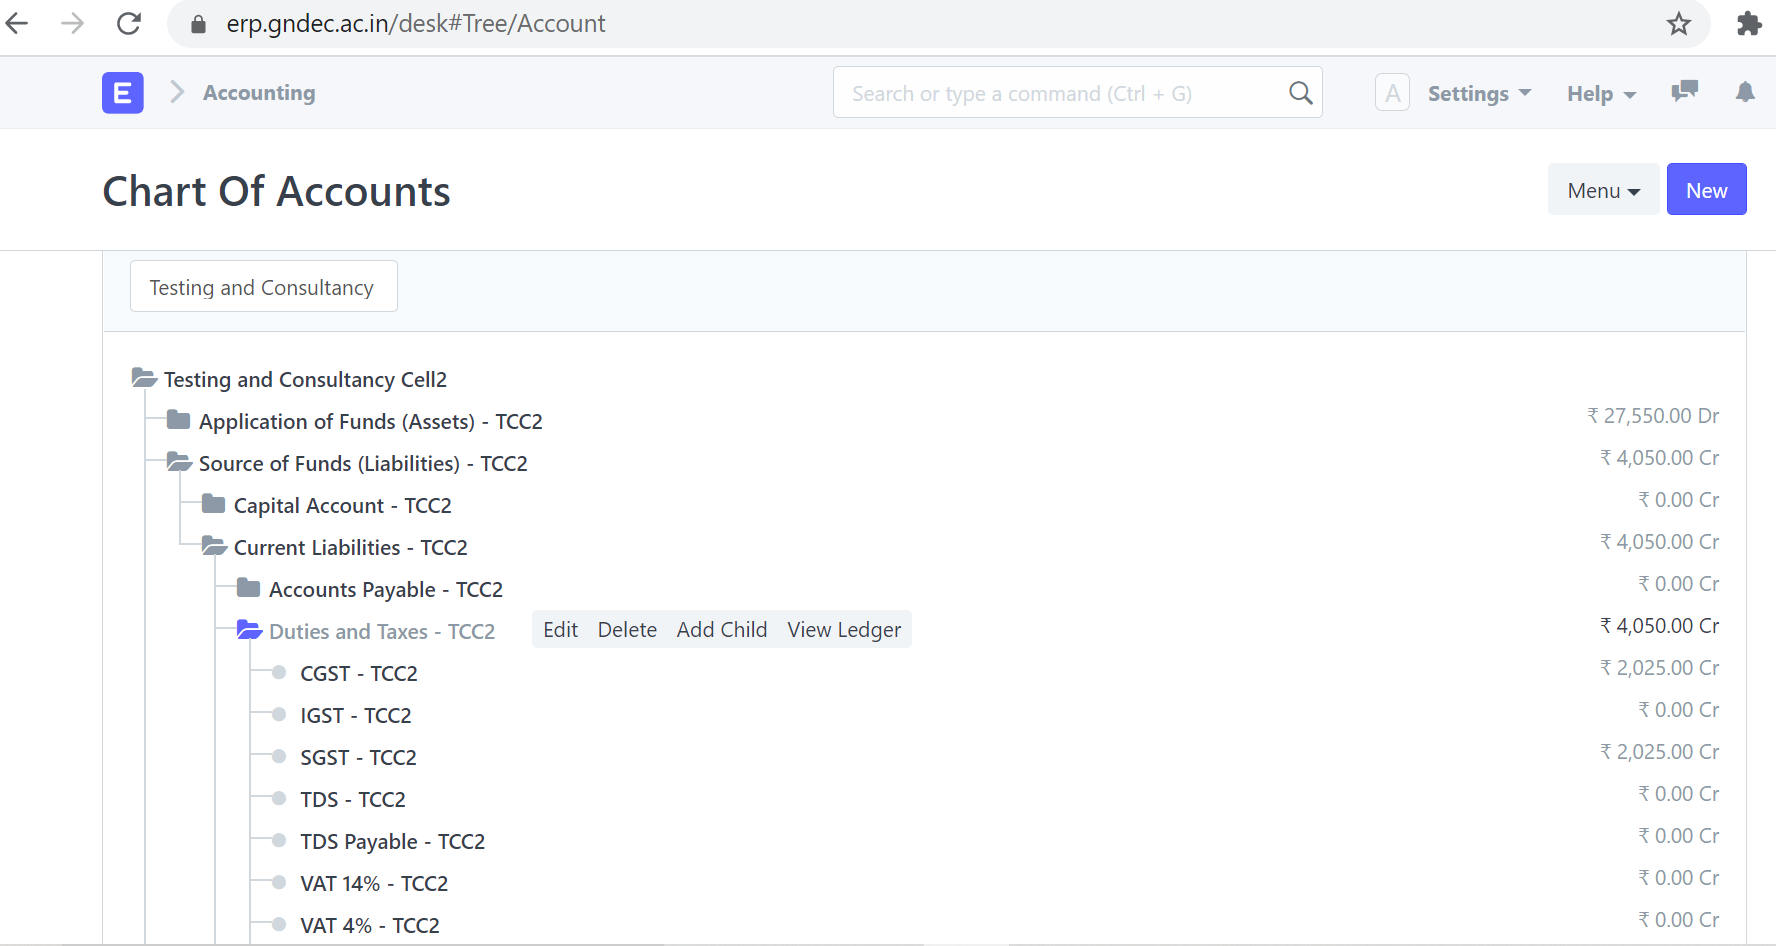 erp.gndec.ac.in/desk#Tree/Account
E Accounting Search or type a command (Ctrl + G) A Settings Help
Chart Of Accounts Menu New
Testing and Consultancy
Testing and Consultancy Cell2
Application of Funds (Assets) - TCC2 ₹ 27,550.00 Dr
Source of Funds (Liabilities) - TCC2 ₹ 4,050.00 Cr
Capital Account - TCC2 ₹ 0.00 Cr
Current Liabilities - TCC2 ₹ 4,050.00 Cr
Accounts Payable - TCC2 ₹ 0.00 Cr
Duties and Taxes - TCC2 Edit Delete Add Child View Ledger ₹ 4,050.00 Cr
CGST - TCC2 ₹ 2,025.00 Cr
IGST - TCC2 ₹ 0.00 Cr
SGST - TCC2 ₹ 2,025.00 Cr
TDS - TCC2 ₹ 0.00 Cr
TDS Payable - TCC2 ₹ 0.00 Cr
VAT 14% - TCC2 ₹ 0.00 Cr
VAT 4% - TCC2 ₹ 0.00 Cr